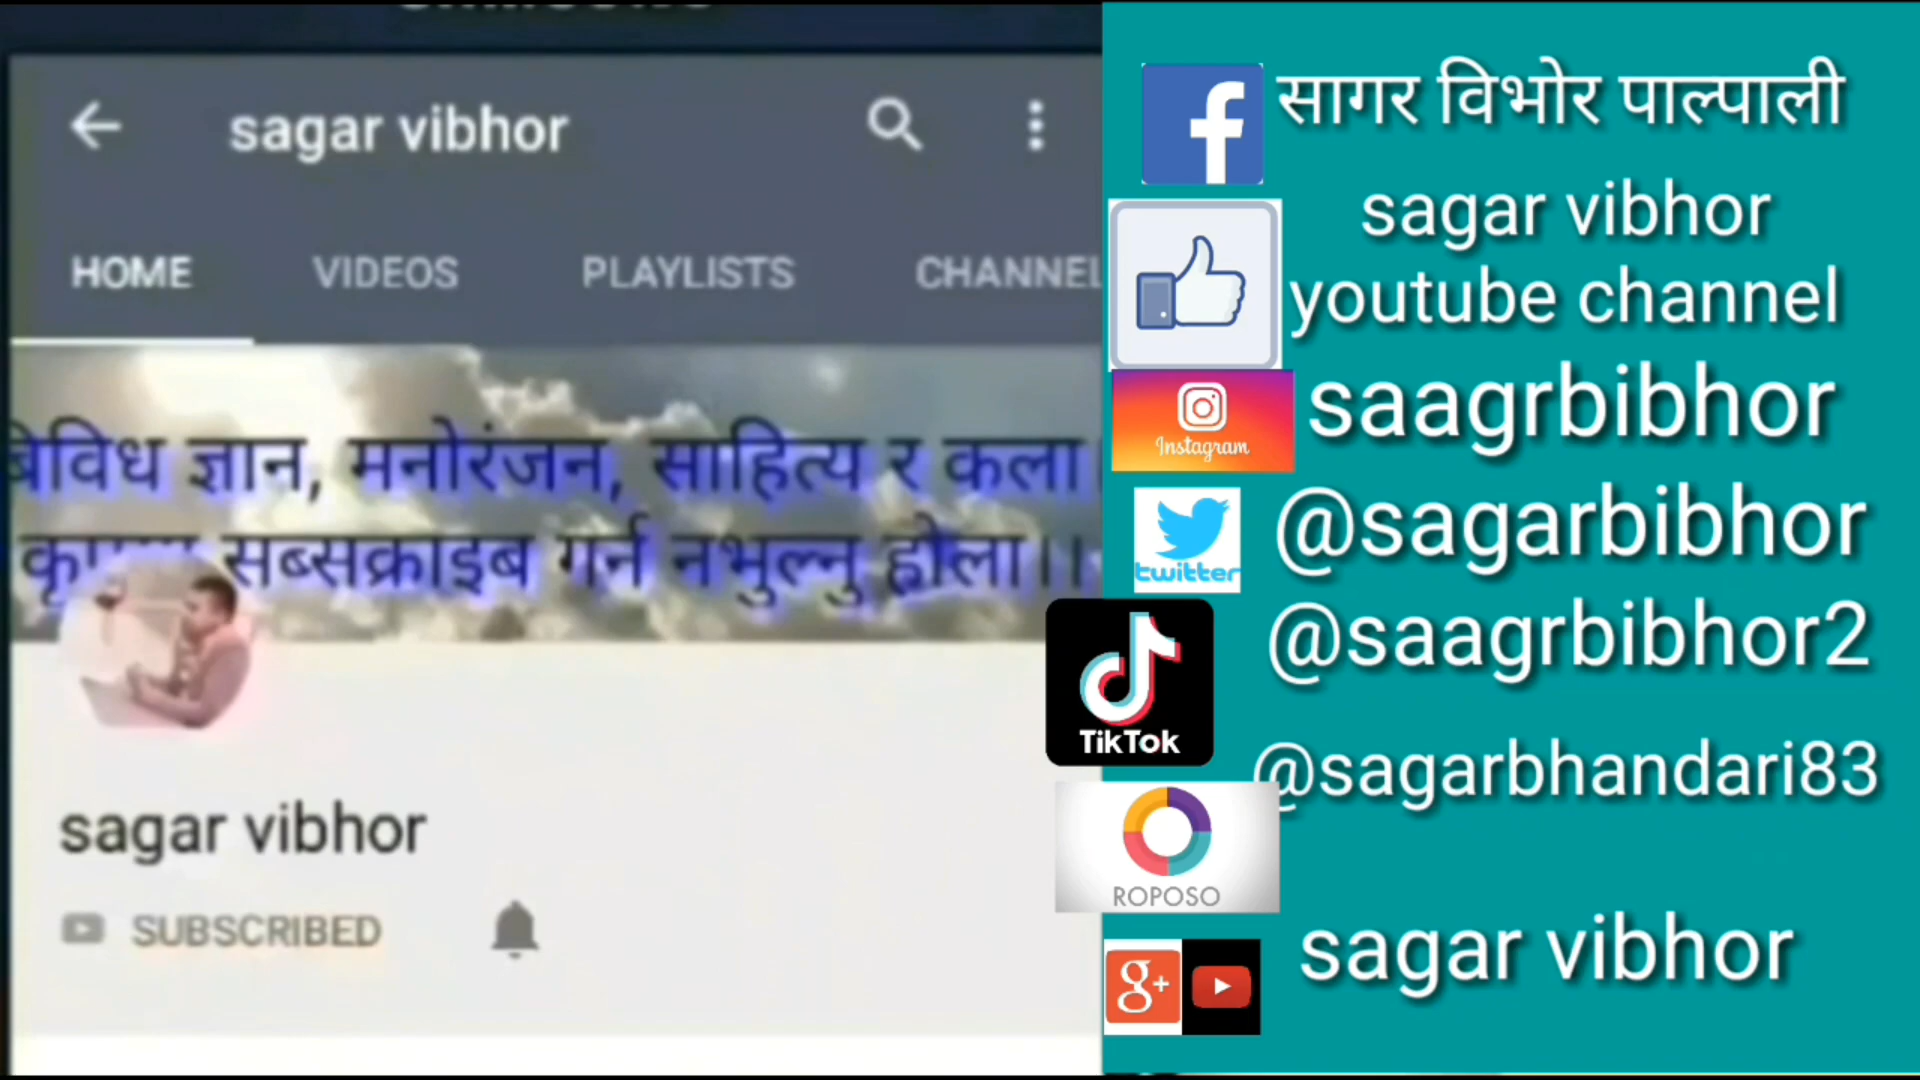 sagar vibhor
HOME VIDEOS PLAYLISTS CHANNEL
विविध ज्ञान, मनोरंजन, साहित्य र कला
सब्सक्राइब गर्न नभुल्नु होला।।
sagar vibhor
SUBSCRIBED
सागर विभोर पाल्पाली
sagar vibhor
youtube channel
Instagram
saagrbibhor
twitter
@sagarbibhor
@saagrbibhor2
TikTok
@sagarbhandari83
ROPOSO
g+
sagar vibhor